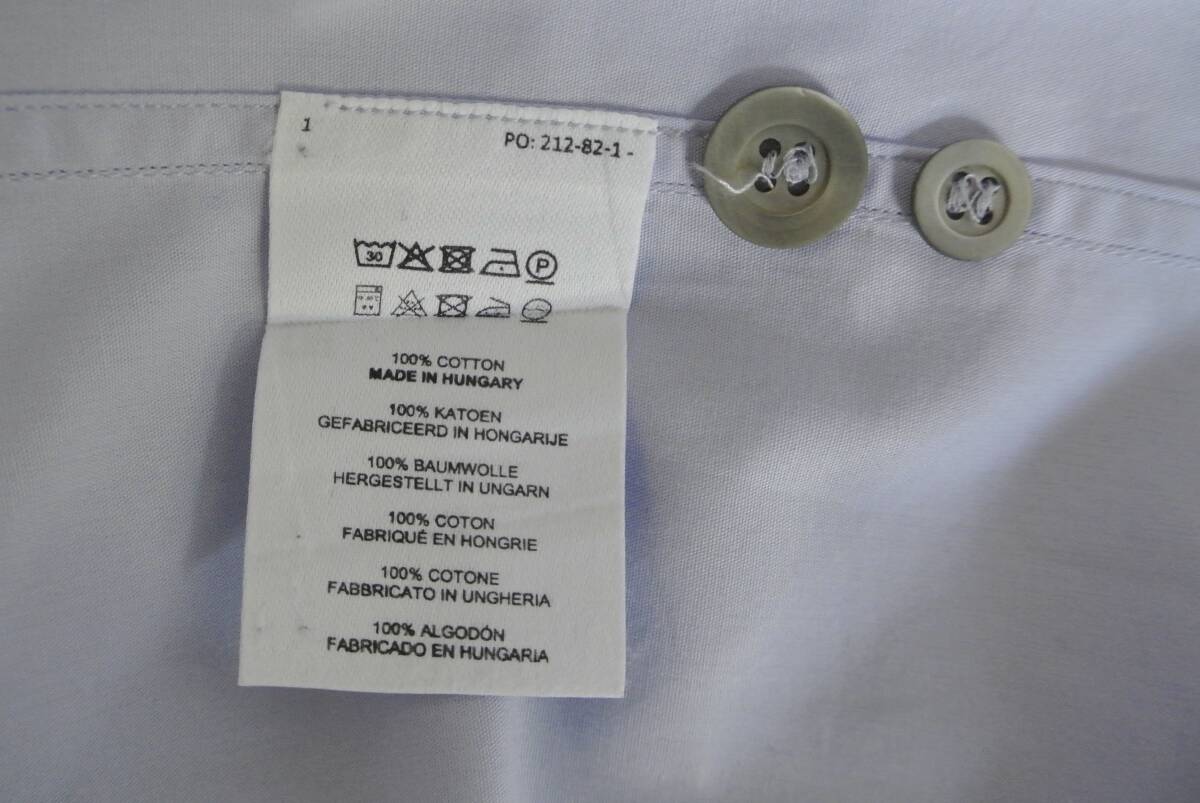 1
PO: 212-82-1 -
30
P
100% COTTON
MADE IN HUNGARY
100% KATOEN
GEFABRICEERD IN HONGARIJE
100% BAUMWOLLE
HERGESTELLT IN UNGARN
100% COTON
FABRIQUÉ EN HONGRIE
100% COTONE
FABBRICATO IN UNGHERIA
100% ALGODÓN
FABRICADO EN HUNGARIA